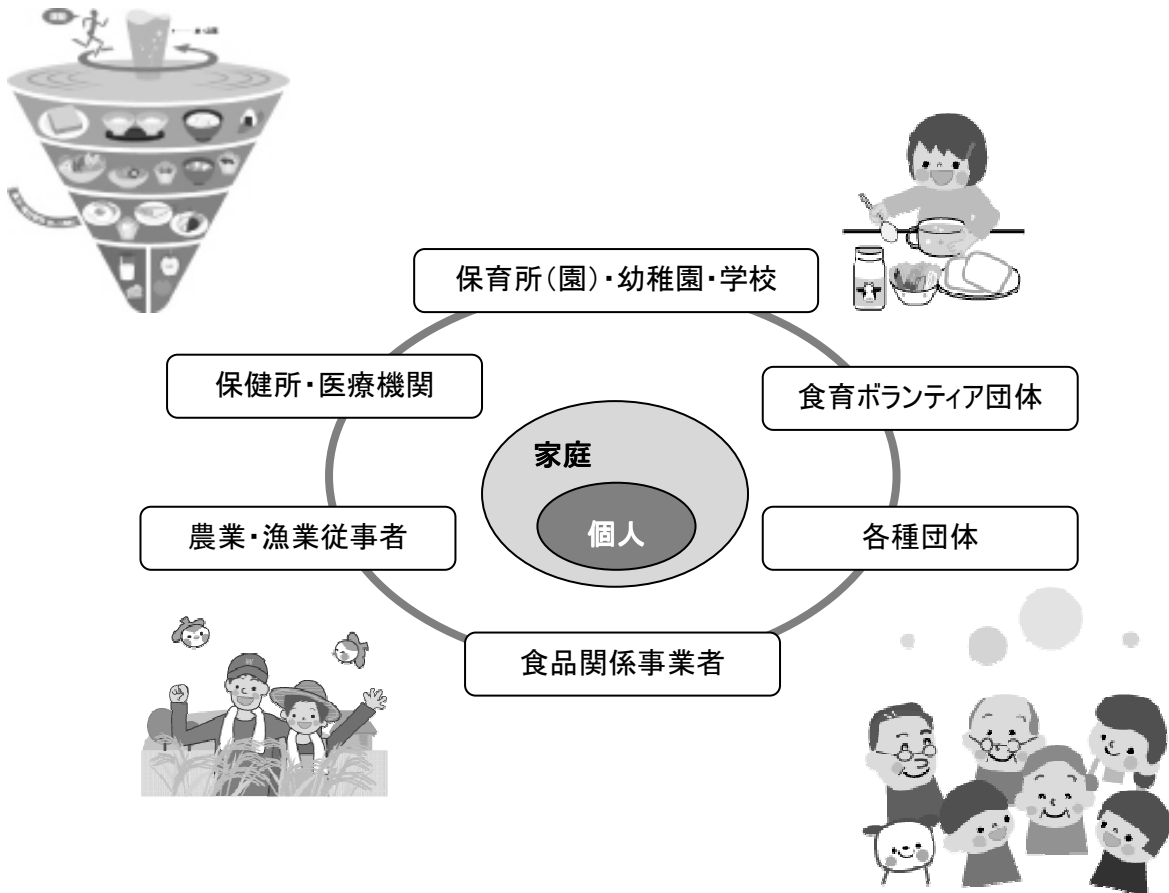 保育所(園)・幼稚園・学校
保健所・医療機関
食育ボランティア団体
家庭
個人
農業・漁業従事者
各種団体
食品関係事業者